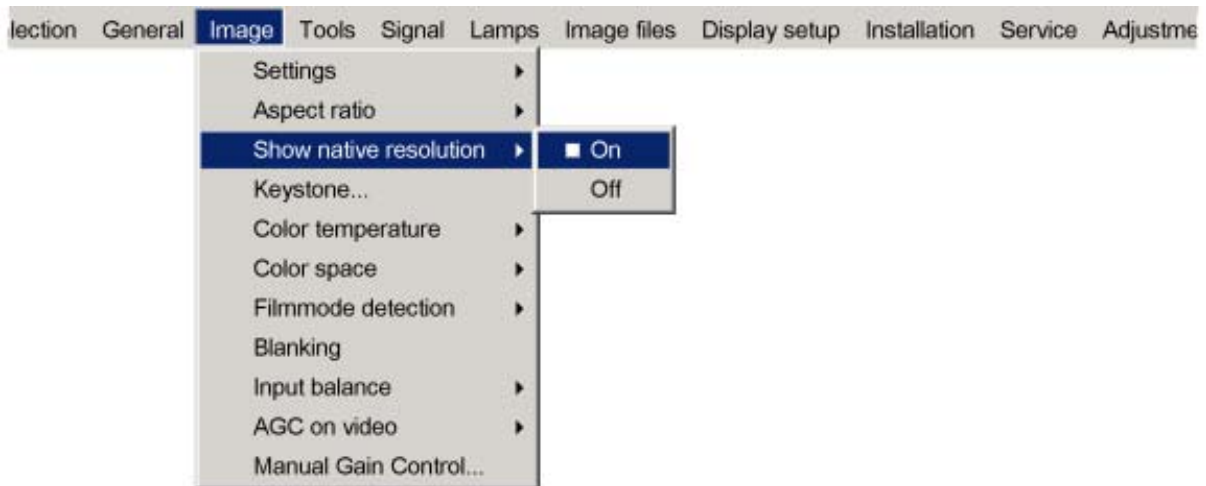 lection General Image Tools Signal Lamps Image files Display setup Installation Service Adjustme
Settings
Aspect ratio
Show native resolution On
Keystone... Off
Color temperature
Color space
Filmmode detection
Blanking
Input balance
AGC on video
Manual Gain Control...